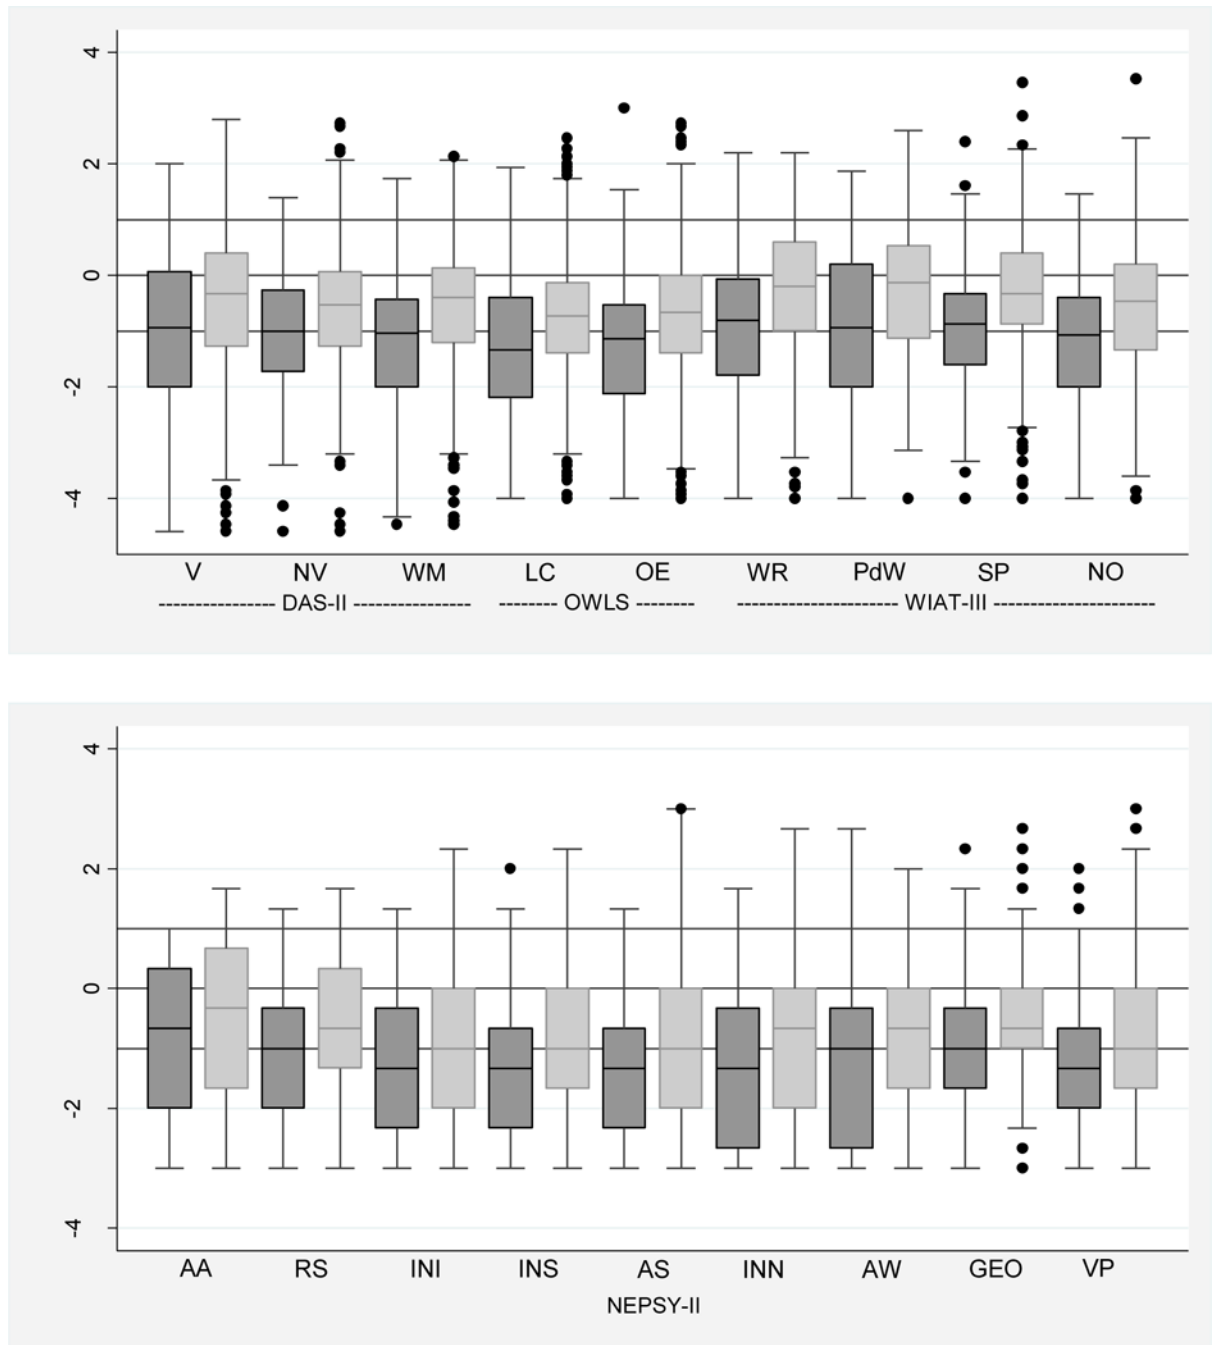 4
2
0
-2
-4
V NV WM LC OE WR PdW SP NO
---------------- DAS-II ---------------- -------- OWLS -------- ---------------------- WIAT-III ----------------------
4
2
0
-2
-4
AA RS INI INS AS INN AW GEO VP
NEPSY-II